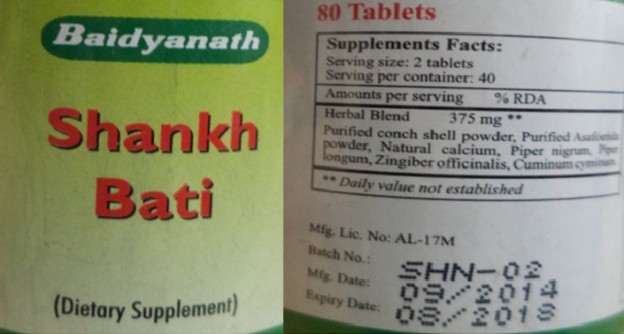 Baidyanath
Shankh
Bati
(Dietary Supplement)
80 Tablets
Supplements Facts:
Serving size: 2 tablets
Serving per container: 40
Amounts per serving % RDA
Herbal Blend 375 mg **
Purified conch shell powder, Purified Asafoetida
powder, Natural calcium, Piper nigrum, Piper
longum, Zingiber officinalis, Cuminum cyminum
** Daily value not established
Mfg. Lic. No: AL-17M
Batch No.: SHN-02
Mfg. Date: 09/2014
Expiry Date: 08/2018